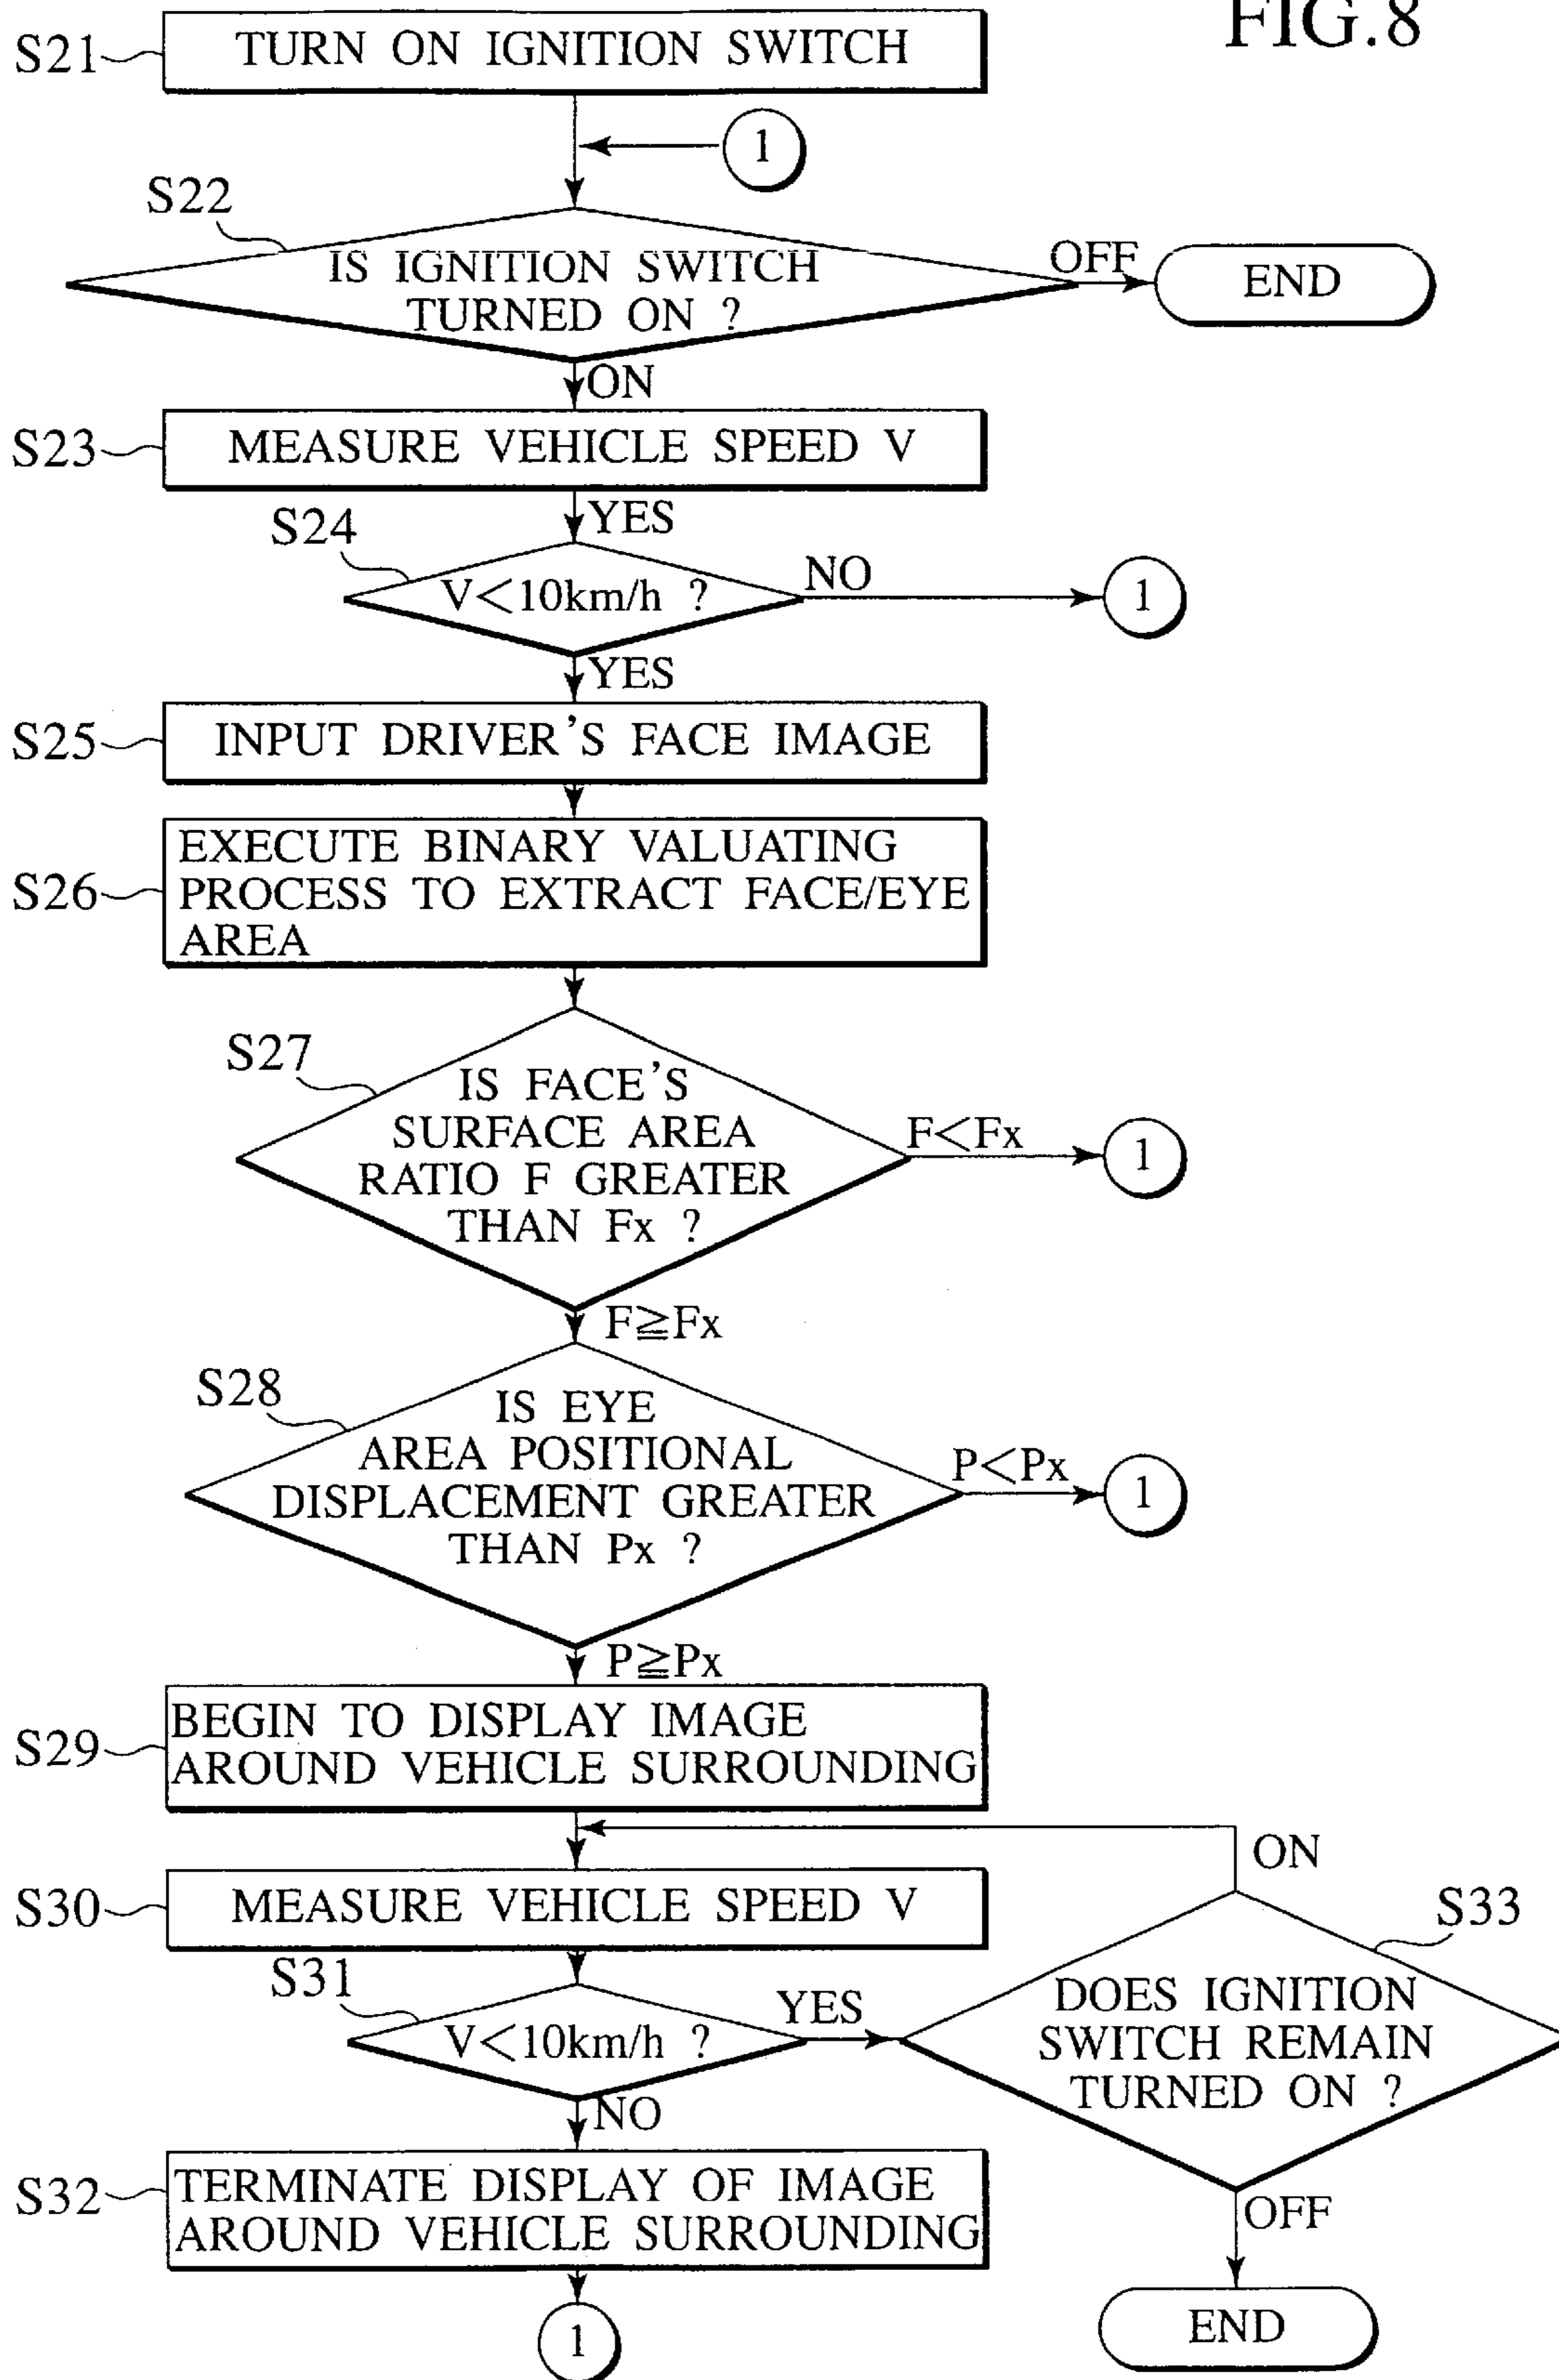 FIG.8
S21
TURN ON IGNITION SWITCH
1
S22
IS IGNITION SWITCH
TURNED ON ?
OFF
END
ON
S23
MEASURE VEHICLE SPEED V
YES
S24
V<10km/h ?
NO
1
YES
S25
INPUT DRIVER'S FACE IMAGE
S26
EXECUTE BINARY VALUATING
PROCESS TO EXTRACT FACE/EYE
AREA
S27
IS FACE'S
SURFACE AREA
RATIO F GREATER
THAN Fx ?
F<Fx
1
F≧Fx
S28
IS EYE
AREA POSITIONAL
DISPLACEMENT GREATER
THAN Px ?
P<Px
1
P≧Px
S29
BEGIN TO DISPLAY IMAGE
AROUND VEHICLE SURROUNDING
S30
MEASURE VEHICLE SPEED V
S31
V<10km/h ?
YES
NO
S33
DOES IGNITION
SWITCH REMAIN
TURNED ON ?
ON
OFF
END
S32
TERMINATE DISPLAY OF IMAGE
AROUND VEHICLE SURROUNDING
1